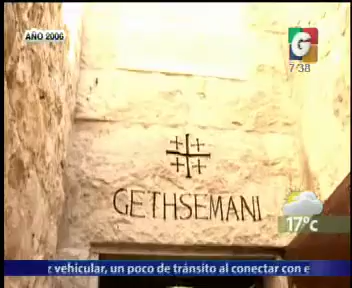 AÑO 2006
G
7:38
GETHSEMANI
17°C
z vehicular, un poco de tránsito al conectar con e